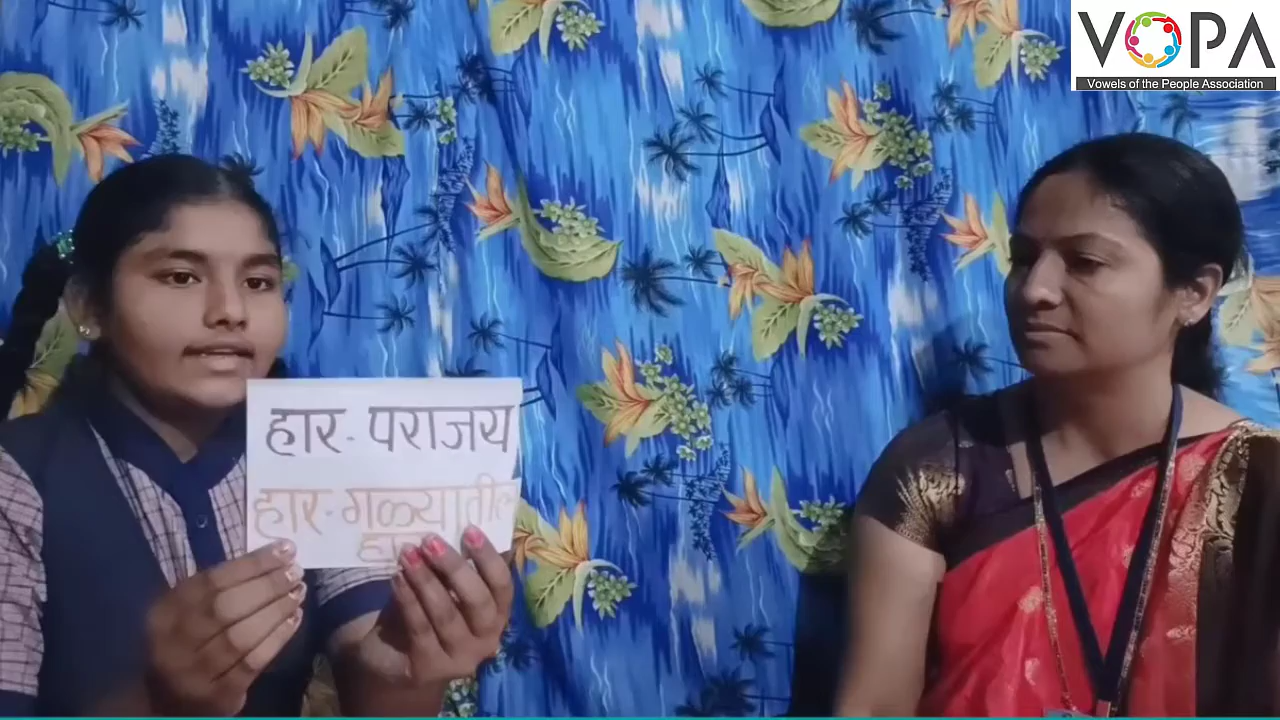 VOPA
Vowels of the People Association
हार - पराजय
हार - गळ्यातील
हार